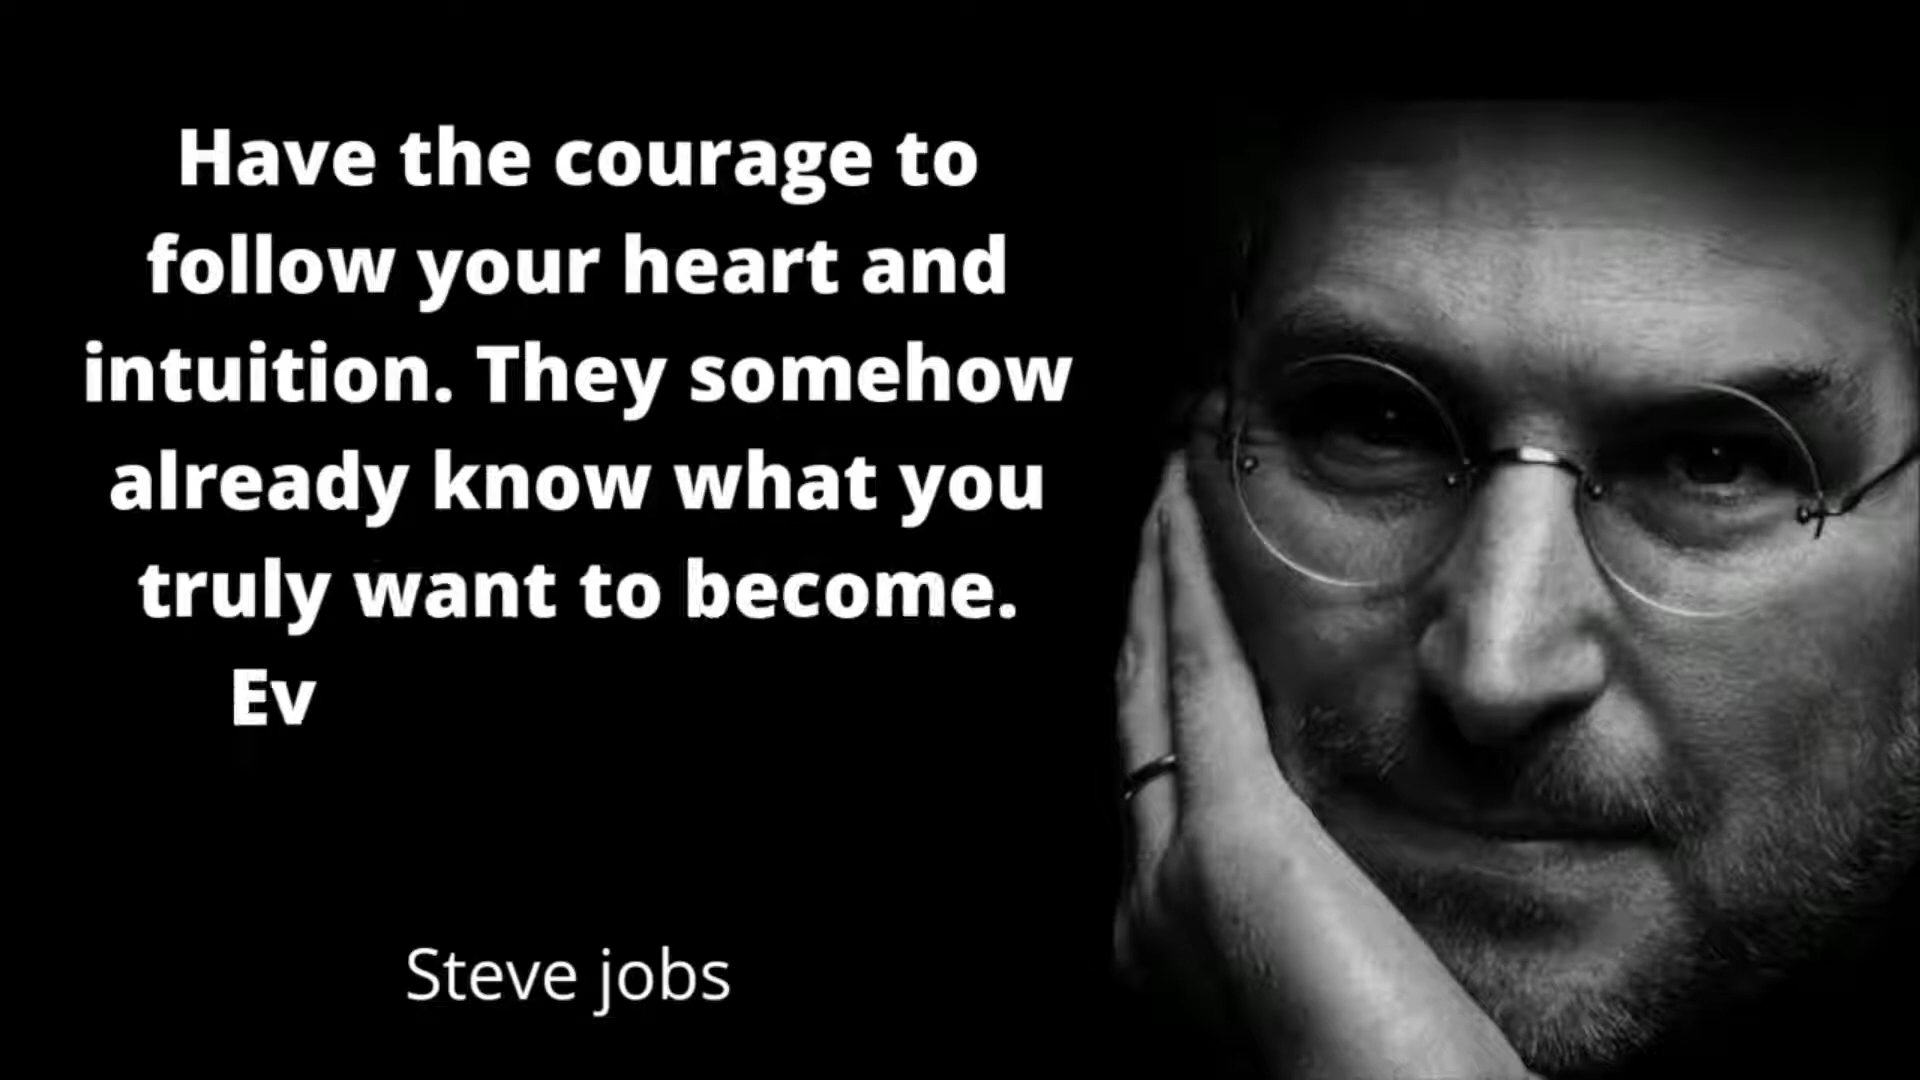 Have the courage to
follow your heart and
intuition. They somehow
already know what you
truly want to become.
Ev
Steve jobs